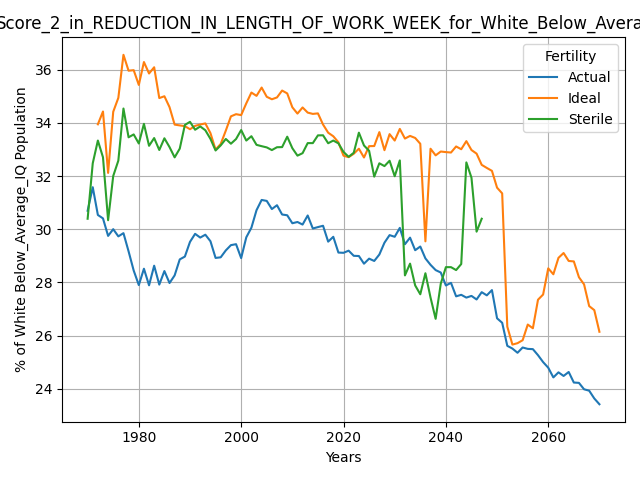 Score_2_in_REDUCTION_IN_LENGTH_OF_WORK_WEEK_for_White_Below_Avera
% of White Below_Average_IQ Population
36
34
32
30
28
26
24
Fertility
Actual
Ideal
Sterile
1980 2000 2020 2040 2060
Years